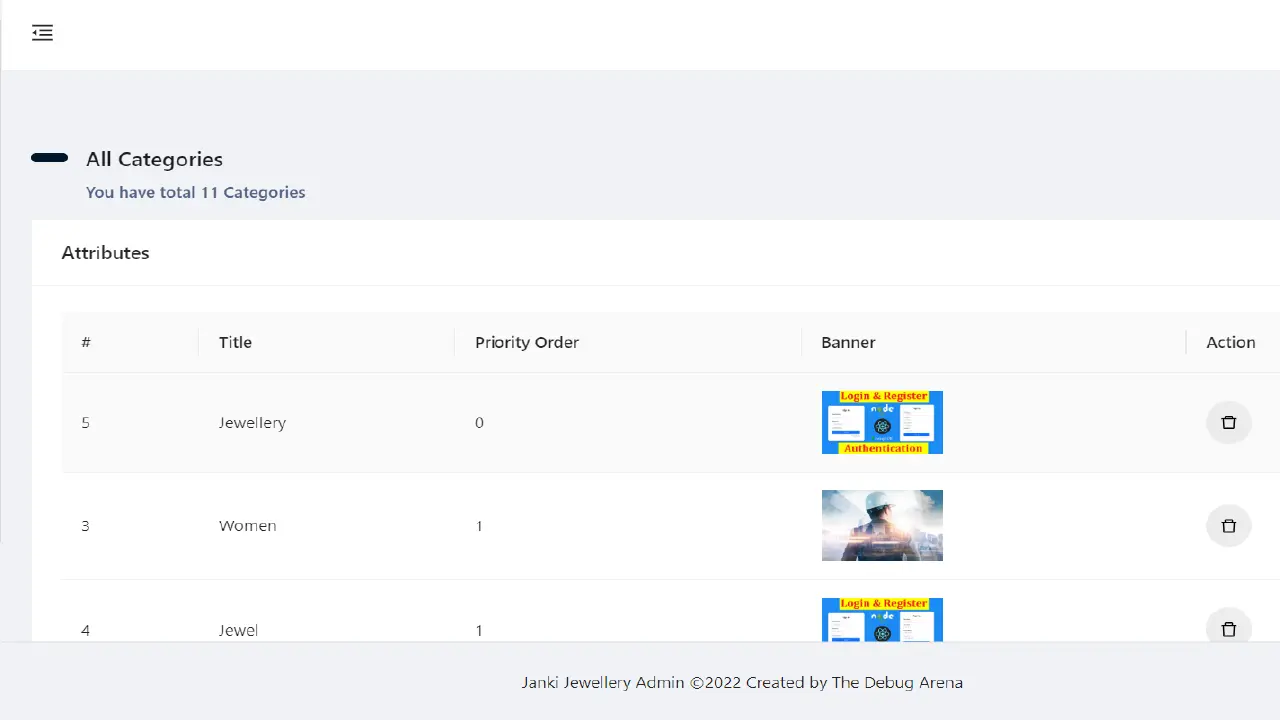 All Categories
You have total 11 Categories
Attributes
# Title Priority Order Banner Action
5 Jewellery 0
Login & Register
node
Authentication
3 Women 1
4 Jewel 1
Login & Register
node
Janki Jewellery Admin ©2022 Created by The Debug Arena